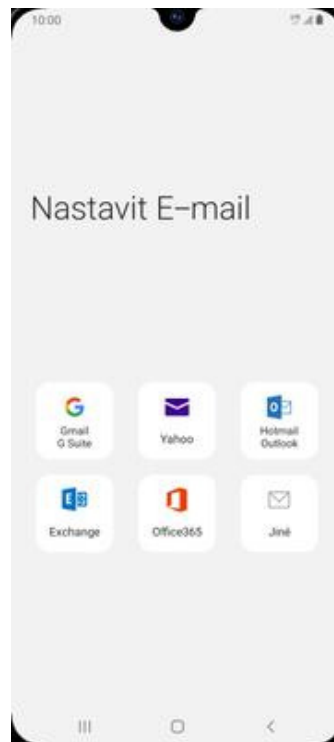 10:00
Nastavit E-mail
Gmail
G Suite
Yahoo
Hotmail
Outlook
Exchange
Office365
Jiné